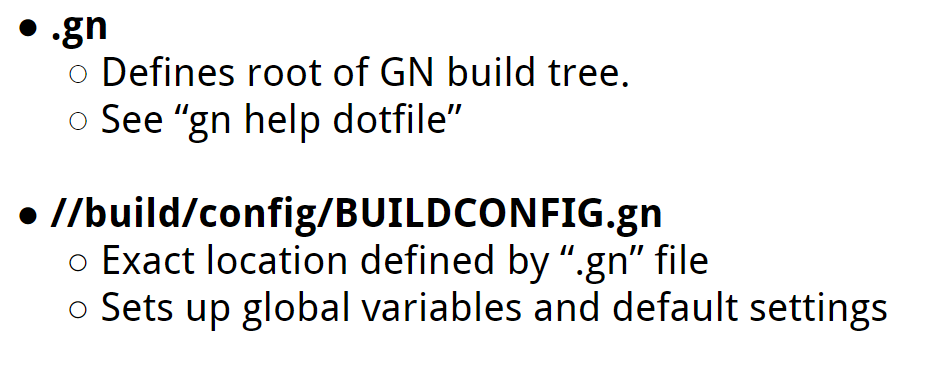 ● .gn
○ Defines root of GN build tree.
○ See “gn help dotfile”
● //build/config/BUILDCONFIG.gn
○ Exact location defined by “.gn” file
○ Sets up global variables and default settings